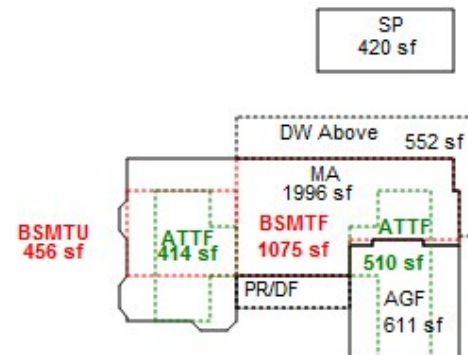 SP
420 sf
DW Above
552 sf
MA
1996 sf
BSMTU
456 sf
ATTF
414 sf
BSMTF
1075 sf
ATTF
510 sf
PR/DF
AGF
611 sf